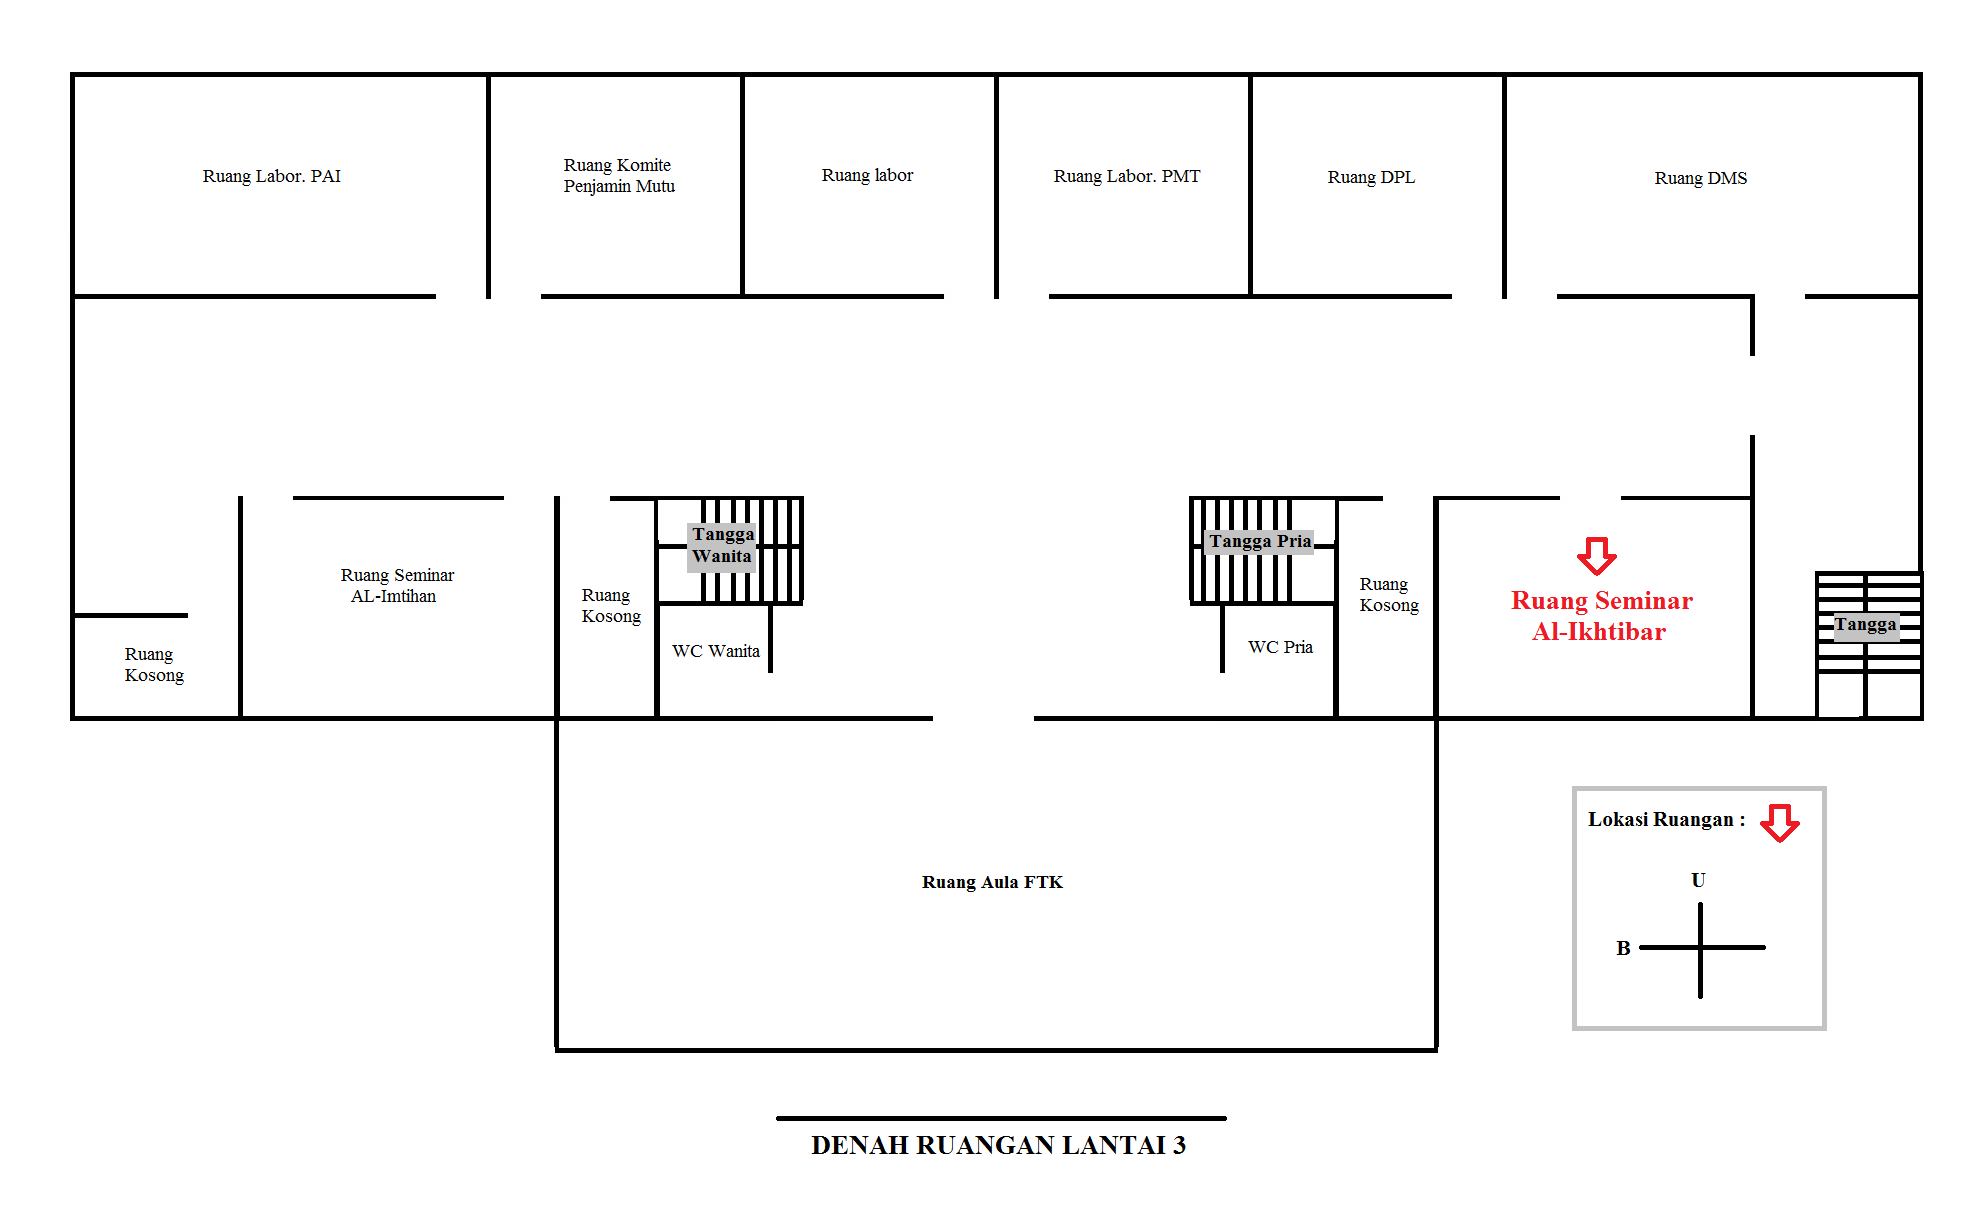 Ruang Labor. PAI
Ruang Komite
Penjamin Mutu
Ruang labor
Ruang Labor. PMT
Ruang DPL
Ruang DMS
Ruang
Kosong
Ruang Seminar
AL-Imtihan
Ruang
Kosong
Tangga
Wanita
WC Wanita
Tangga Pria
WC Pria
Ruang
Kosong
Ruang Seminar
Al-Ikhtibar
Tangga
Ruang Aula FTK
Lokasi Ruangan :
U
B
DENAH RUANGAN LANTAI 3